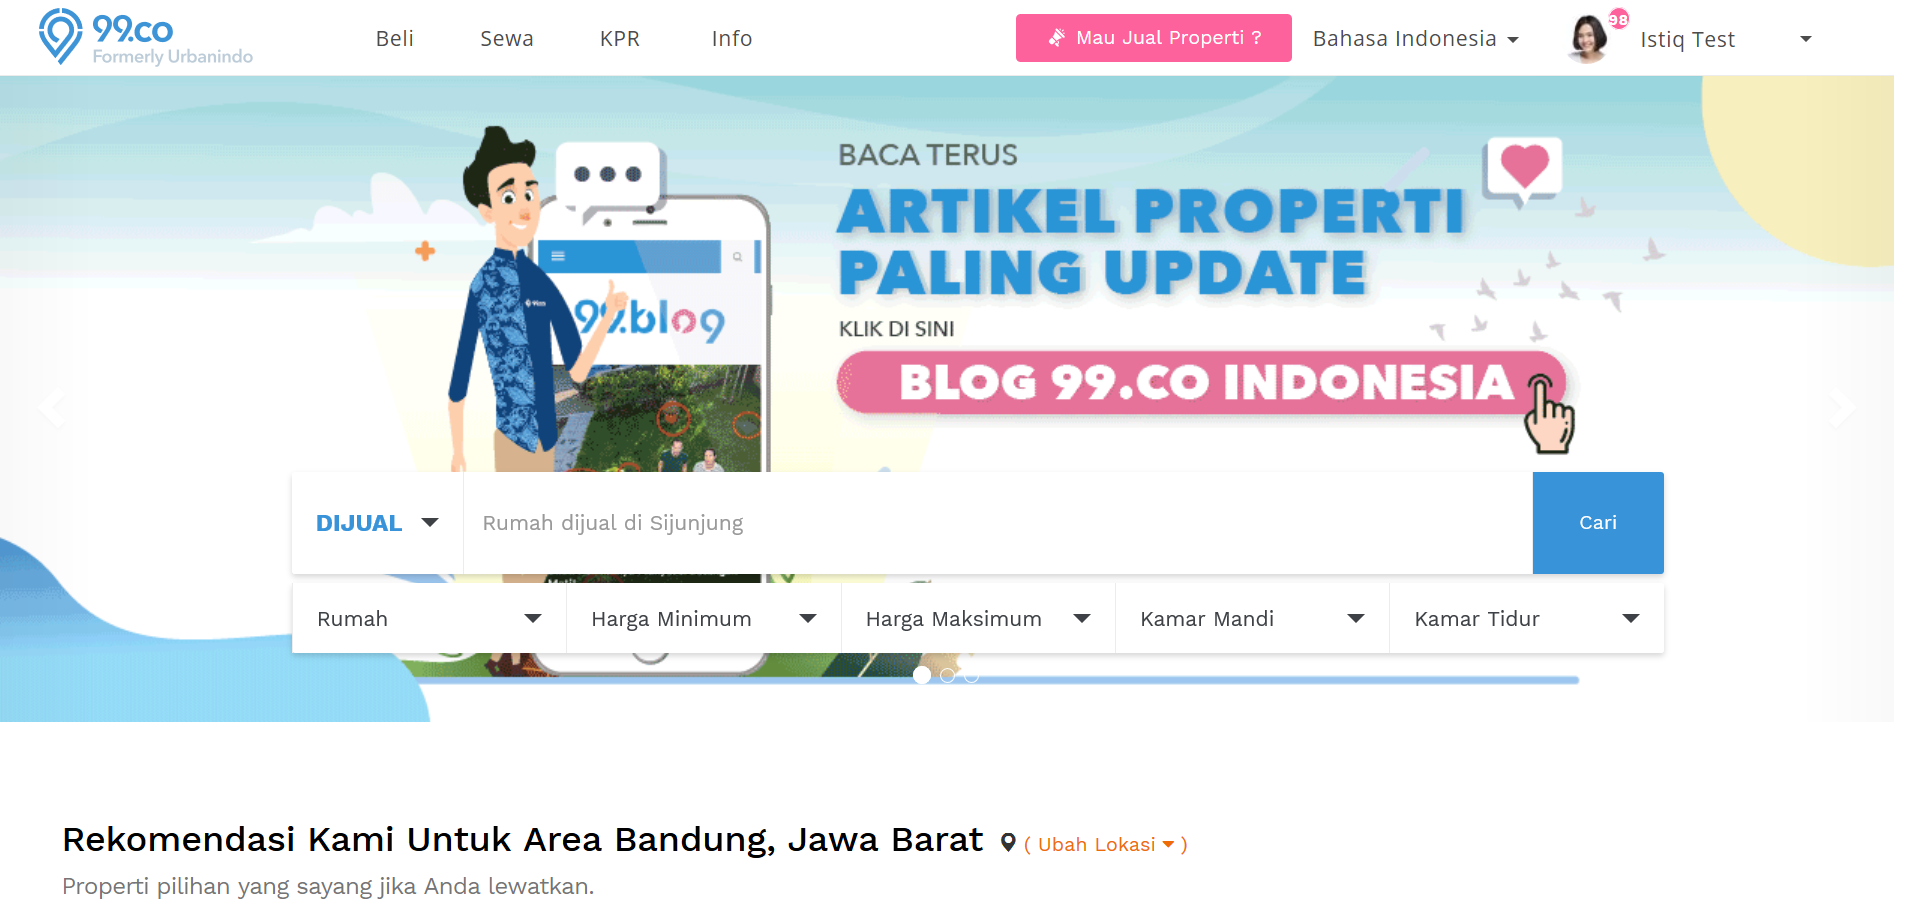 99.co
Formerly Urbanindo
Beli
Sewa
KPR
Info
Mau Jual Properti ?
Bahasa Indonesia
98
Istiq Test
BACA TERUS
ARTIKEL PROPERTI
PALING UPDATE
KLIK DI SINI
BLOG 99.CO INDONESIA
99.co
99.blog
DIJUAL
Rumah dijual di Sijunjung
Cari
Rumah
Harga Minimum
Harga Maksimum
Kamar Mandi
Kamar Tidur
Rekomendasi Kami Untuk Area Bandung, Jawa Barat ( Ubah Lokasi )
Properti pilihan yang sayang jika Anda lewatkan.